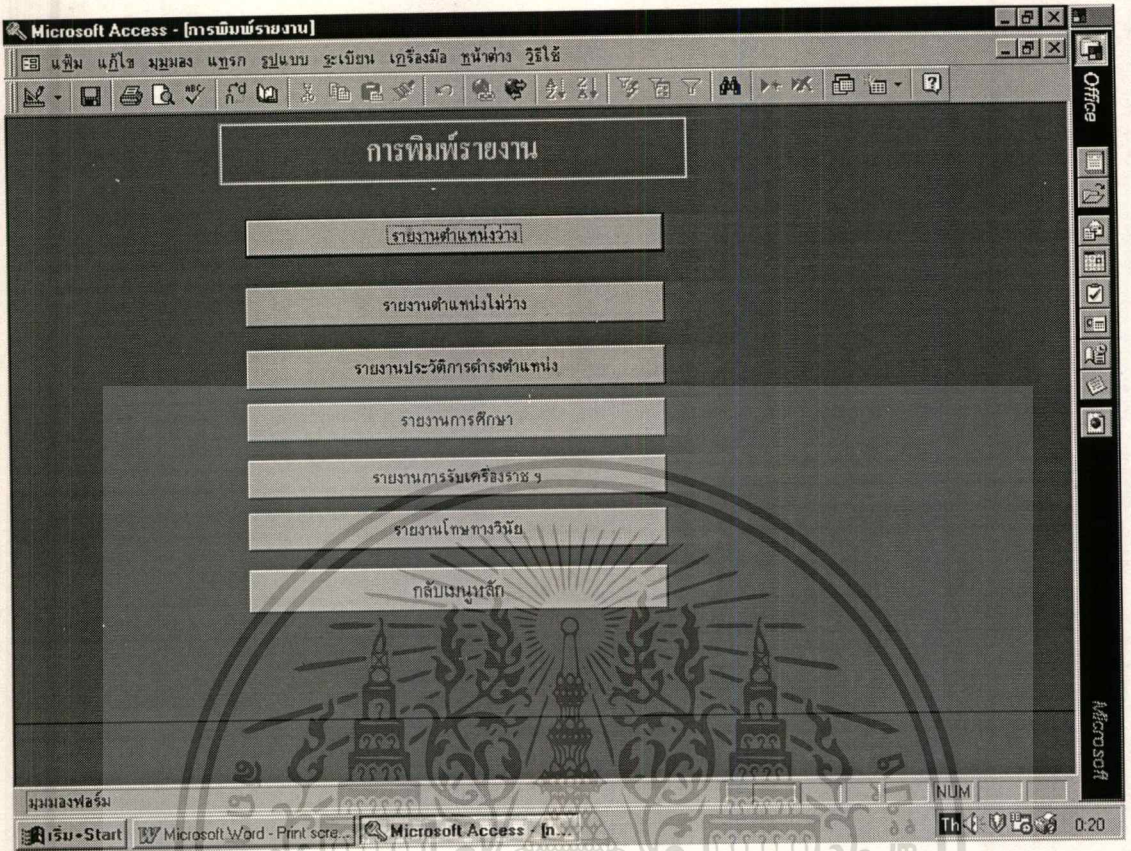 Microsoft Access - [การพิมพ์รายงาน]
แฟ้ม แก้ไข มุมมอง แทรก รูปแบบ ระเบียน เครื่องมือ หน้าต่าง วิธีใช้
Office
การพิมพ์รายงาน
รายงานตำแหน่งว่าง
รายงานตำแหน่งไม่ว่าง
รายงานประวัติการดำรงตำแหน่ง
รายงานการศึกษา
รายงานการรับเครื่องราช ฯ
รายงานโทษทางวินัย
กลับเมนูหลัก
Microsoft
มุมมองฟอร์ม
NUM
เริ่ม-Start
Microsoft Word - Print scre...
Microsoft Access - [ก...
Th
0:20